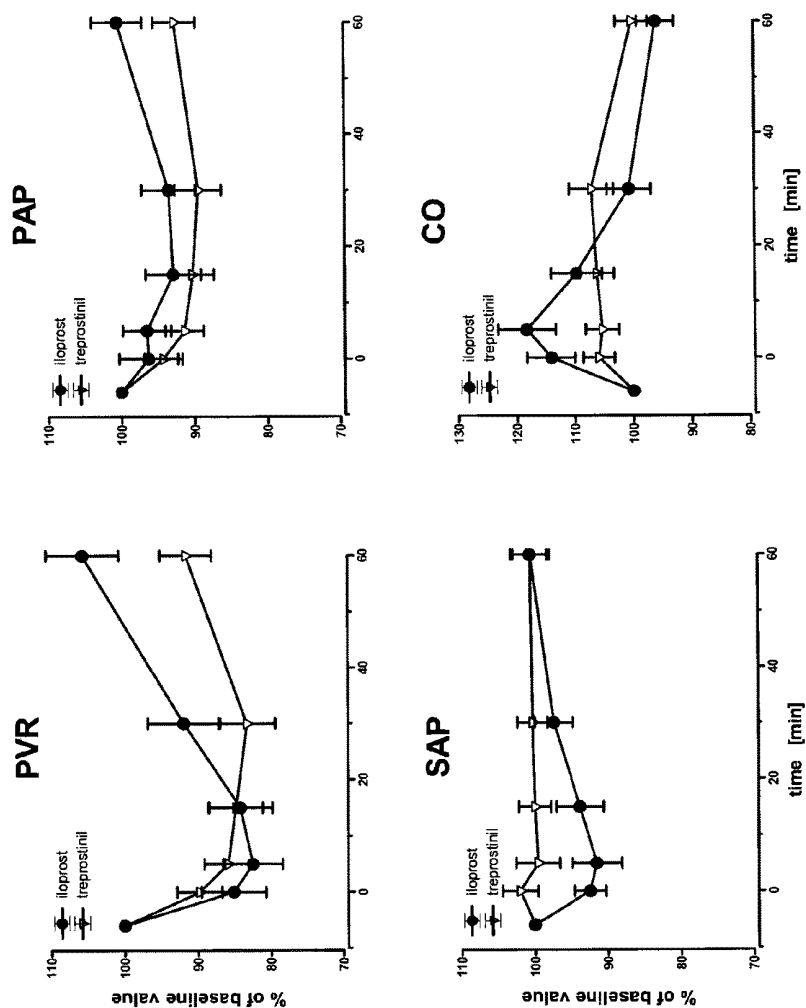 PVR
iloprost
treprostinil
110
100
90
80
70
% of baseline value
0 20 40 60
PAP
iloprost
treprostinil
110
100
90
80
70
0 20 40 60
SAP
iloprost
treprostinil
110
100
90
80
70
% of baseline value
0 20 40 60
time [min]
CO
iloprost
treprostinil
130
120
110
100
90
80
0 20 40 60
time [min]